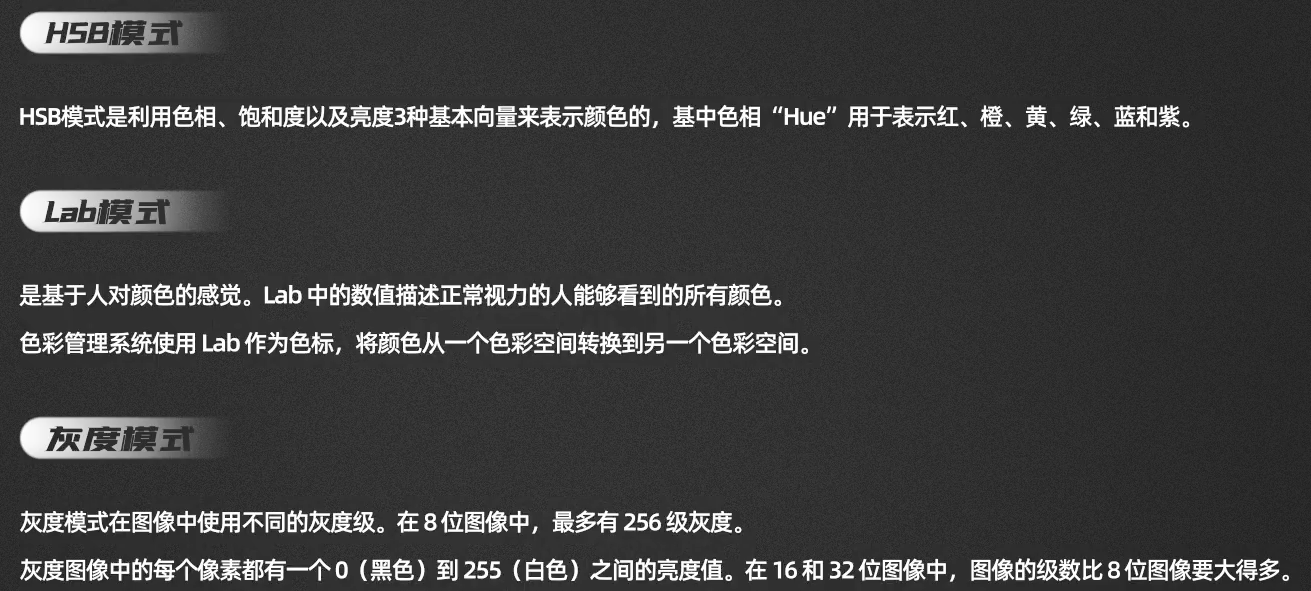 HSB模式
HSB模式是利用色相、饱和度以及亮度3种基本向量来表示颜色的，基中色相“Hue”用于表示红、橙、黄、绿、蓝和紫。
Lab模式
是基于人对颜色的感觉。Lab 中的数值描述正常视力的人能够看到的所有颜色。
色彩管理系统使用 Lab 作为色标，将颜色从一个色彩空间转换到另一个色彩空间。
灰度模式
灰度模式在图像中使用不同的灰度级。在 8 位图像中，最多有 256 级灰度。
灰度图像中的每个像素都有一个 0（黑色）到 255（白色）之间的亮度值。在 16 和 32 位图像中，图像的级数比 8 位图像要大得多。